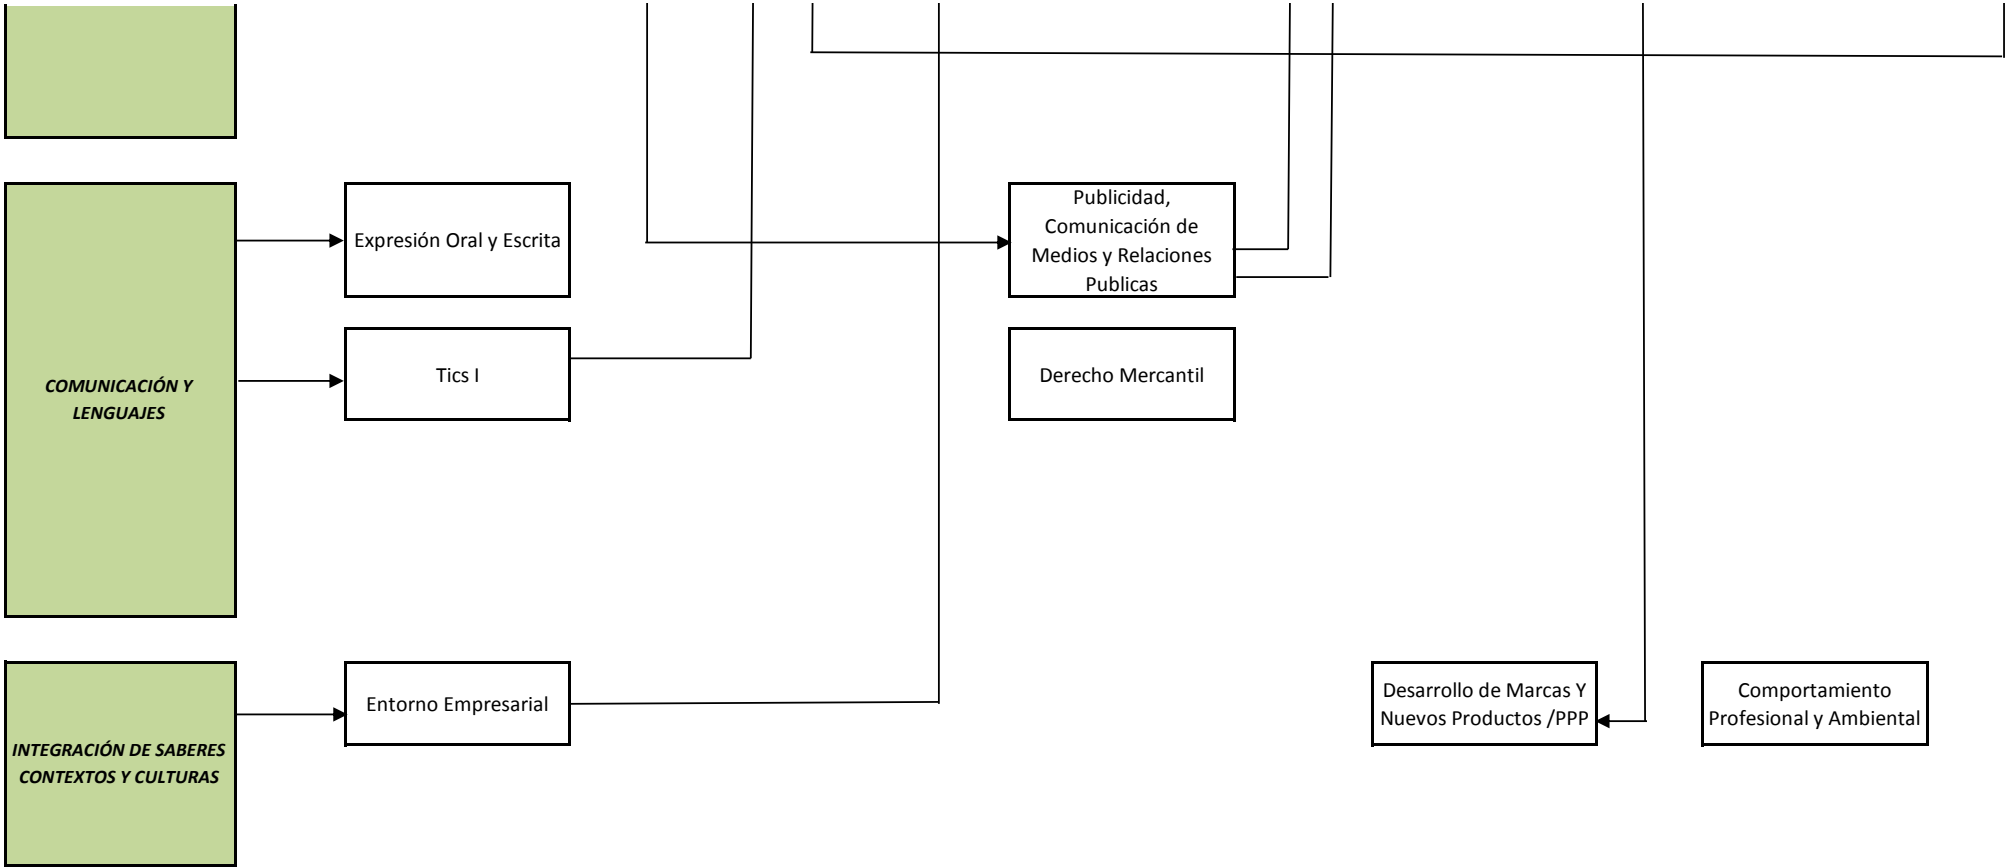 Expresión Oral y Escrita
Publicidad,
Comunicación de
Medios y Relaciones
Publicas
COMUNICACIÓN Y
LENGUAJES
Tics I
Derecho Mercantil
INTEGRACIÓN DE SABERES
CONTEXTOS Y CULTURAS
Entorno Empresarial
Desarrollo de Marcas Y
Nuevos Productos /PPP
Comportamiento
Profesional y Ambiental